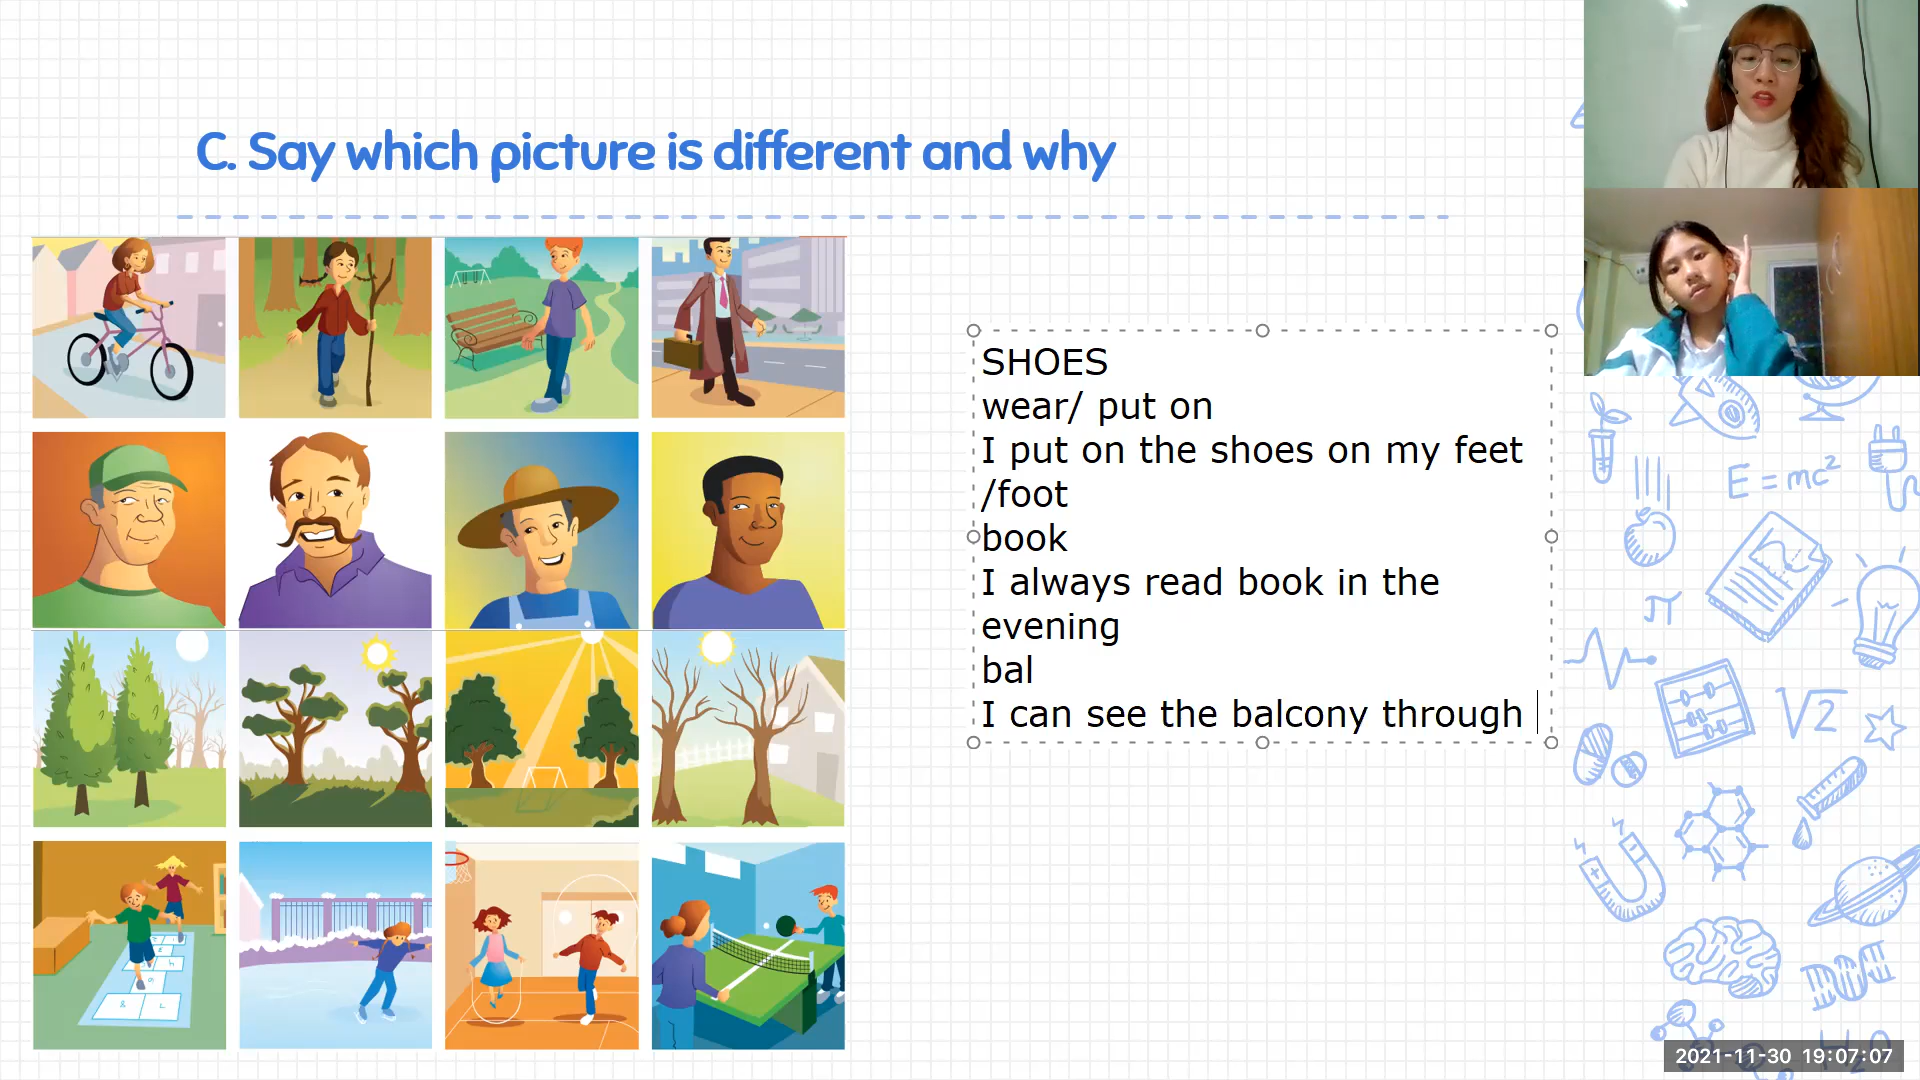 C. Say which picture is different and why
SHOES
wear/ put on
I put on the shoes on my feet
/foot
book
I always read book in the
evening
bal
I can see the balcony through
E = mc²
π
√2
H₂O
2021-11-30 19:07:07